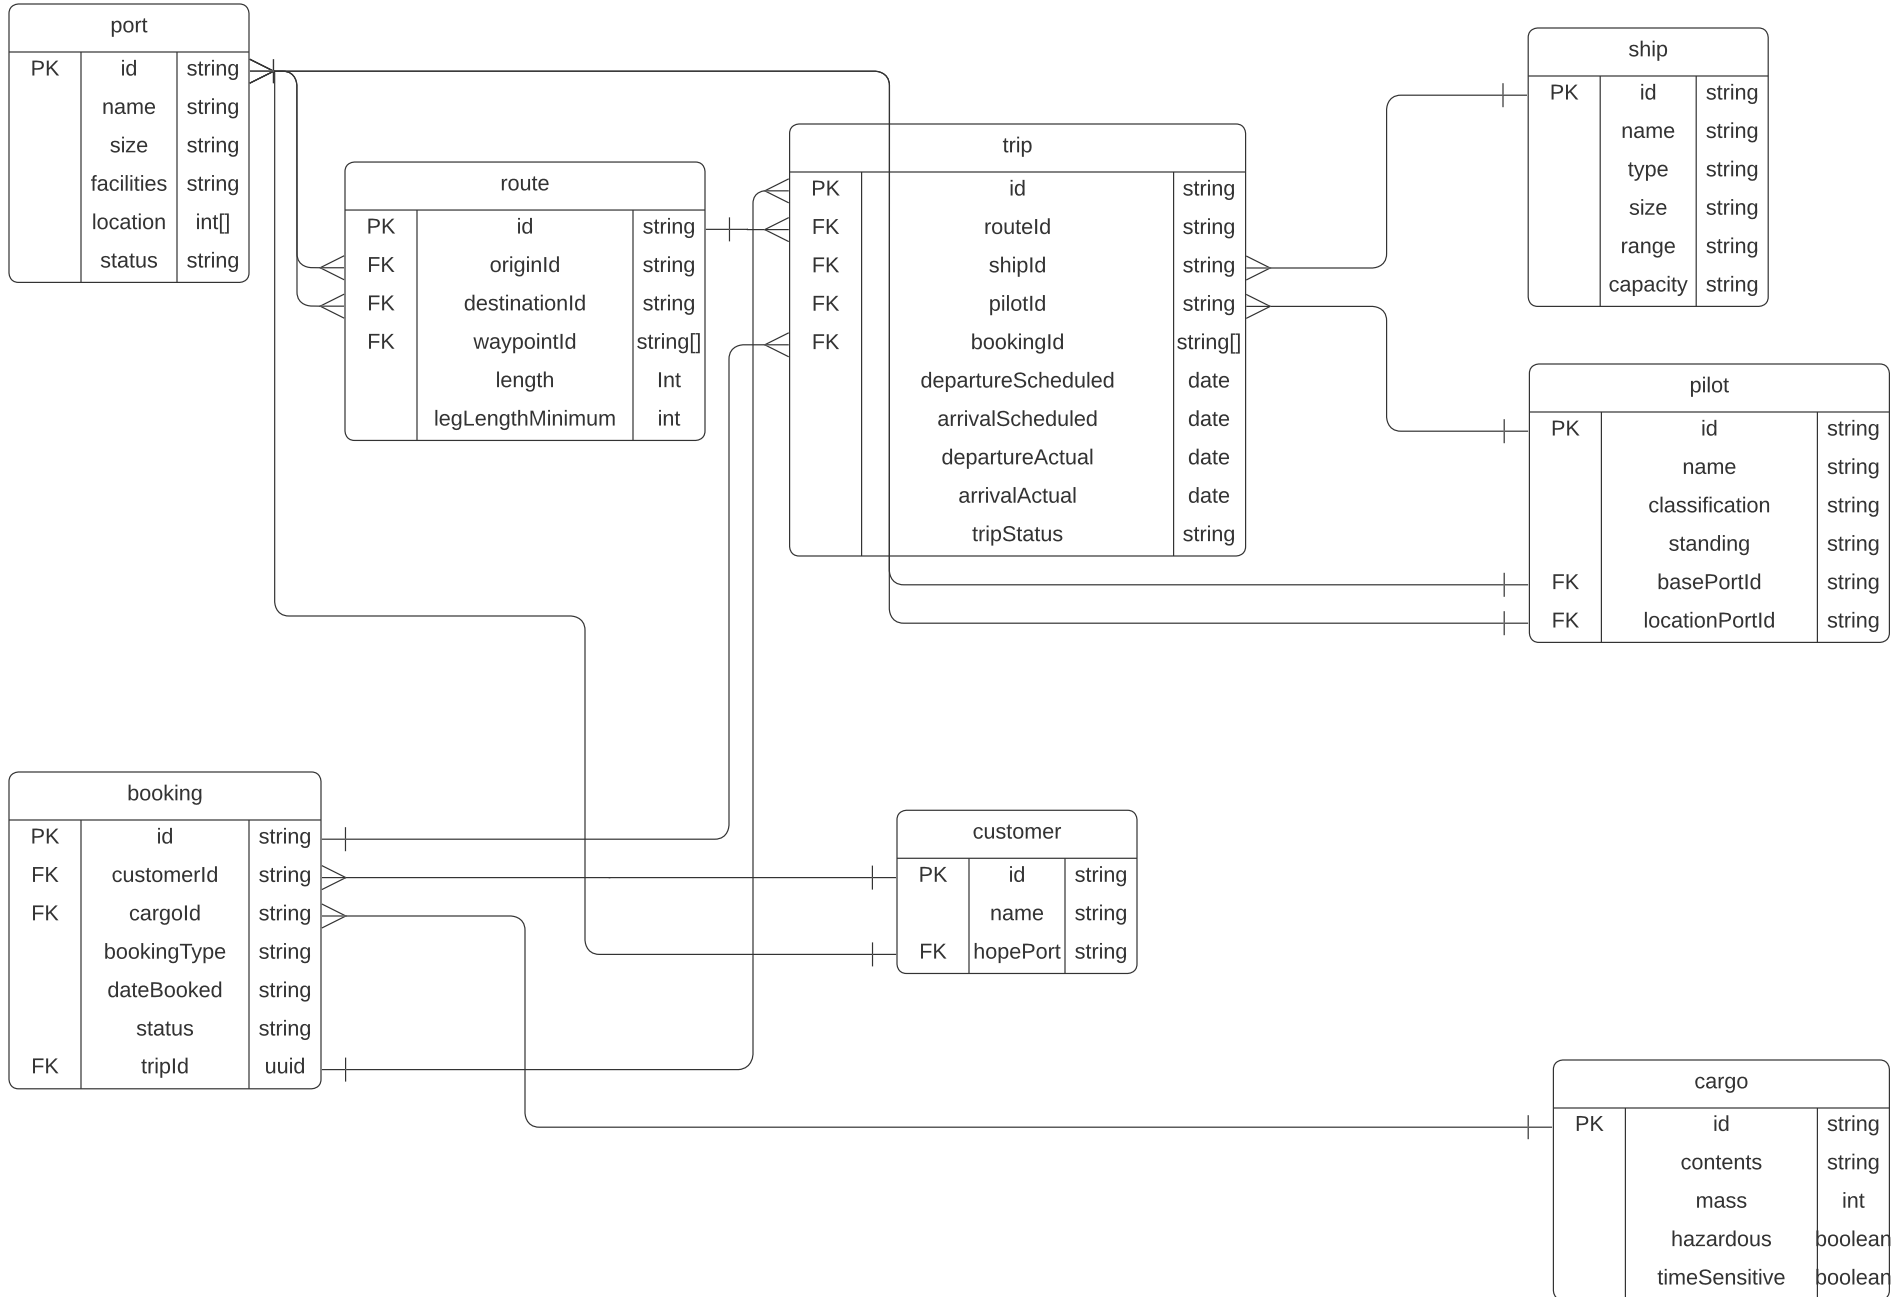 port
PK id string
name string
size string
facilities string
location int[]
status string
route
PK id string
FK originId string
FK destinationId string
FK waypointId string[]
length Int
legLengthMinimum int
trip
PK id string
FK routeId string
FK shipId string
FK pilotId string
FK bookingId string[]
departureScheduled date
arrivalScheduled date
departureActual date
arrivalActual date
tripStatus string
ship
PK id string
name string
type string
size string
range string
capacity string
pilot
PK id string
name string
classification string
standing string
FK basePortId string
FK locationPortId string
booking
PK id string
FK customerId string
FK cargoId string
bookingType string
dateBooked string
status string
FK tripId uuid
customer
PK id string
name string
FK hopePort string
cargo
PK id string
contents string
mass int
hazardous boolean
timeSensitive boolean